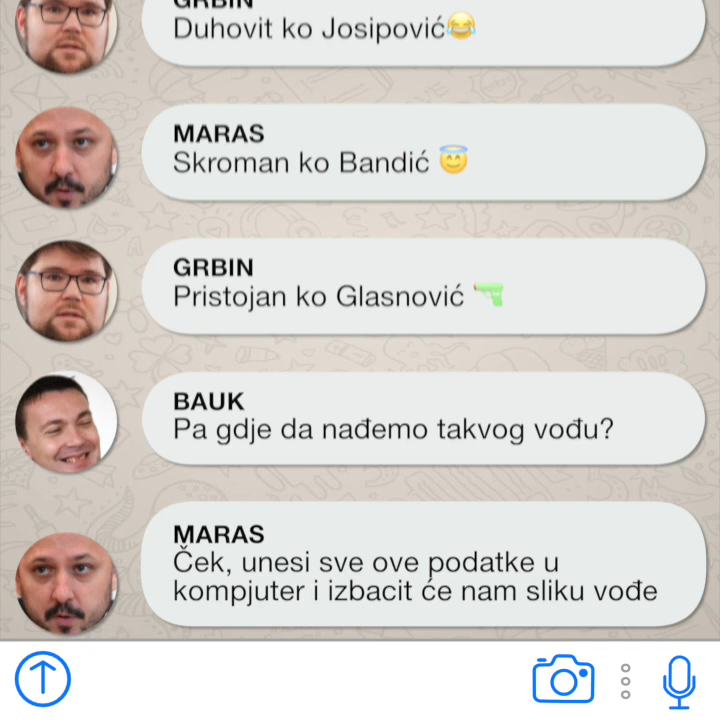 GRBIN
Duhovit ko Josipović😂
MARAS
Skroman ko Bandić 😇
GRBIN
Pristojan ko Glasnović 🔫
BAUK
Pa gdje da nađemo takvog vođu?
MARAS
Ček, unesi sve ove podatke u
kompjuter i izbacit će nam sliku vođe